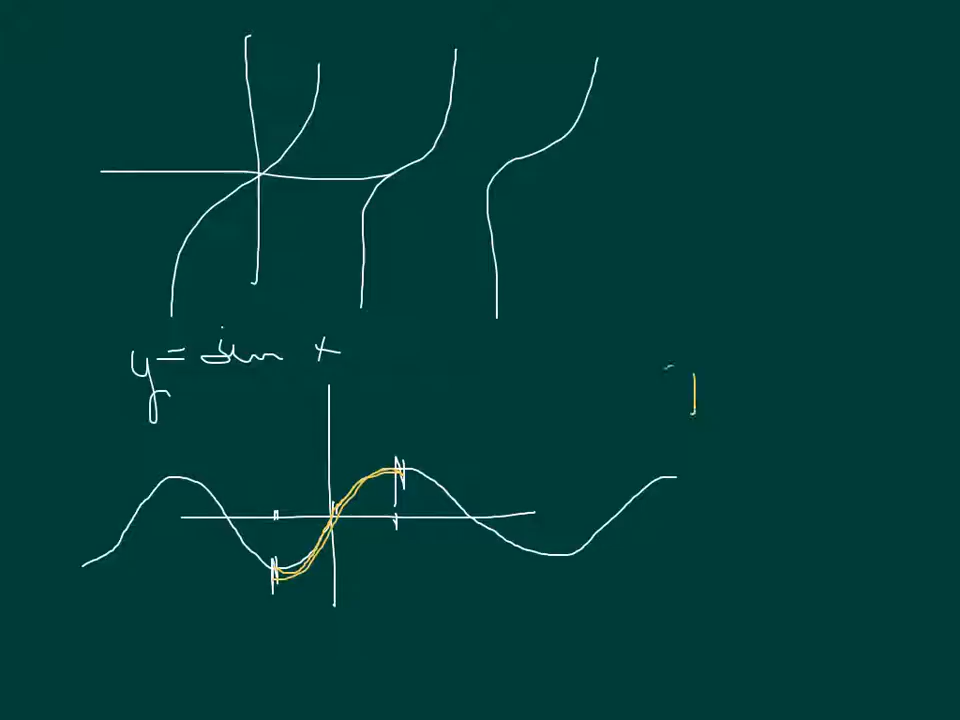 y = sin x